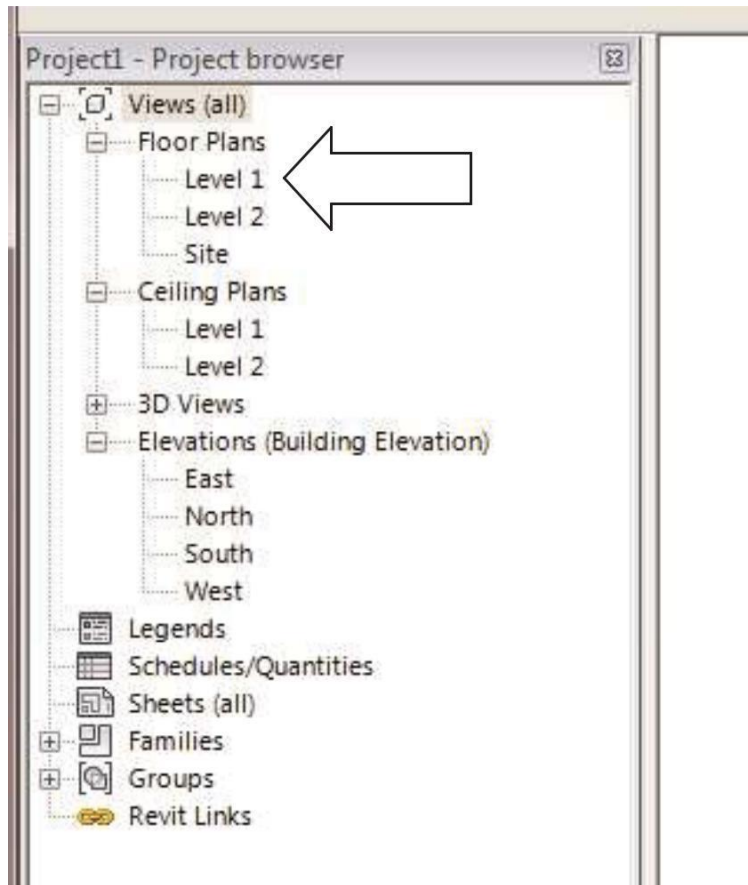 Project1 - Project browser
Views (all)
Floor Plans
Level 1
Level 2
Site
Ceiling Plans
Level 1
Level 2
3D Views
Elevations (Building Elevation)
East
North
South
West
Legends
Schedules/Quantities
Sheets (all)
Families
Groups
Revit Links